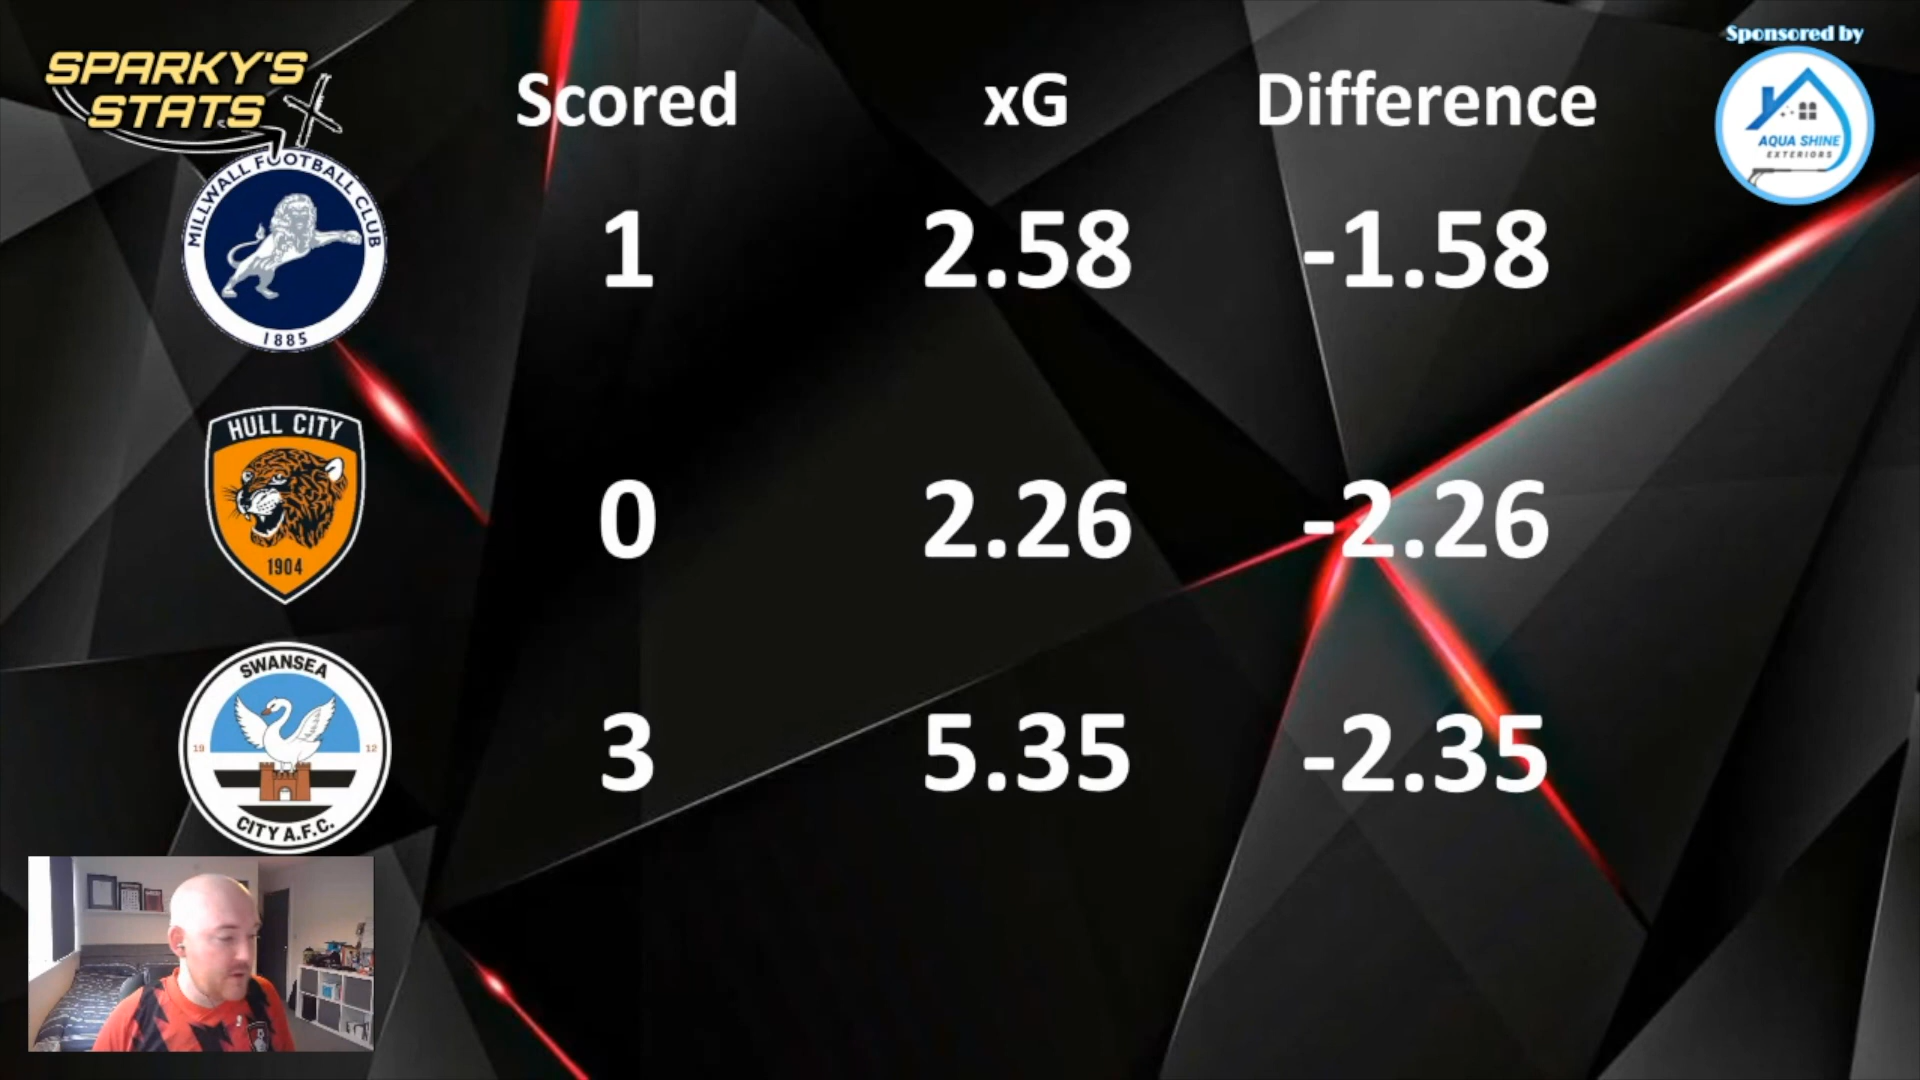 SPARKY'S
STATS
Scored xG Difference
Sponsored by
AQUA SHINE
EXTERIORS
MILLWALL FOOTBALL CLUB
1885
1 2.58 -1.58
HULL CITY
1904
0 2.26 -2.26
SWANSEA
19 12
CITY A.F.C.
3 5.35 -2.35